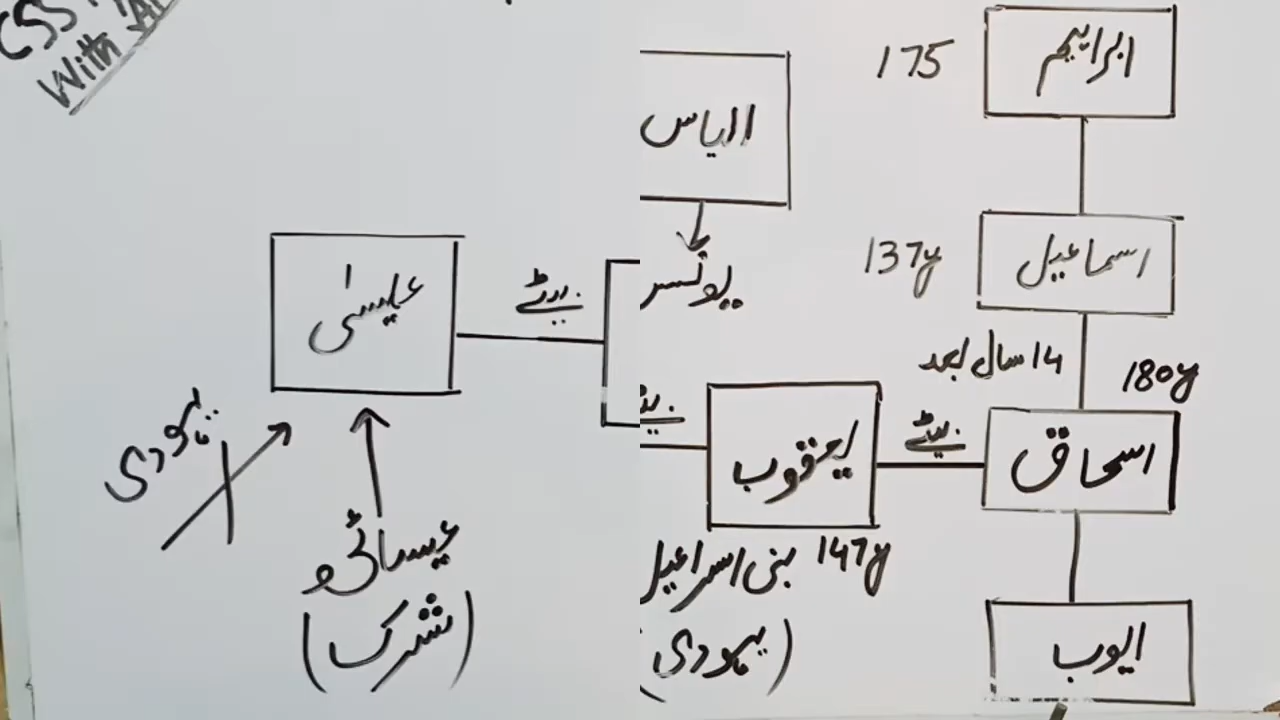 CSS
With
ابراہیم
175
اسماعیل
137y
14 سال بعد
180y
اسحاق
بیٹے
یعقوب
147y
بنی اسرائیل
(یہودی)
ایوب
الیاس
یونس
بیٹے
عیسیٰ
یہودی
عیسائی و
(شرک)